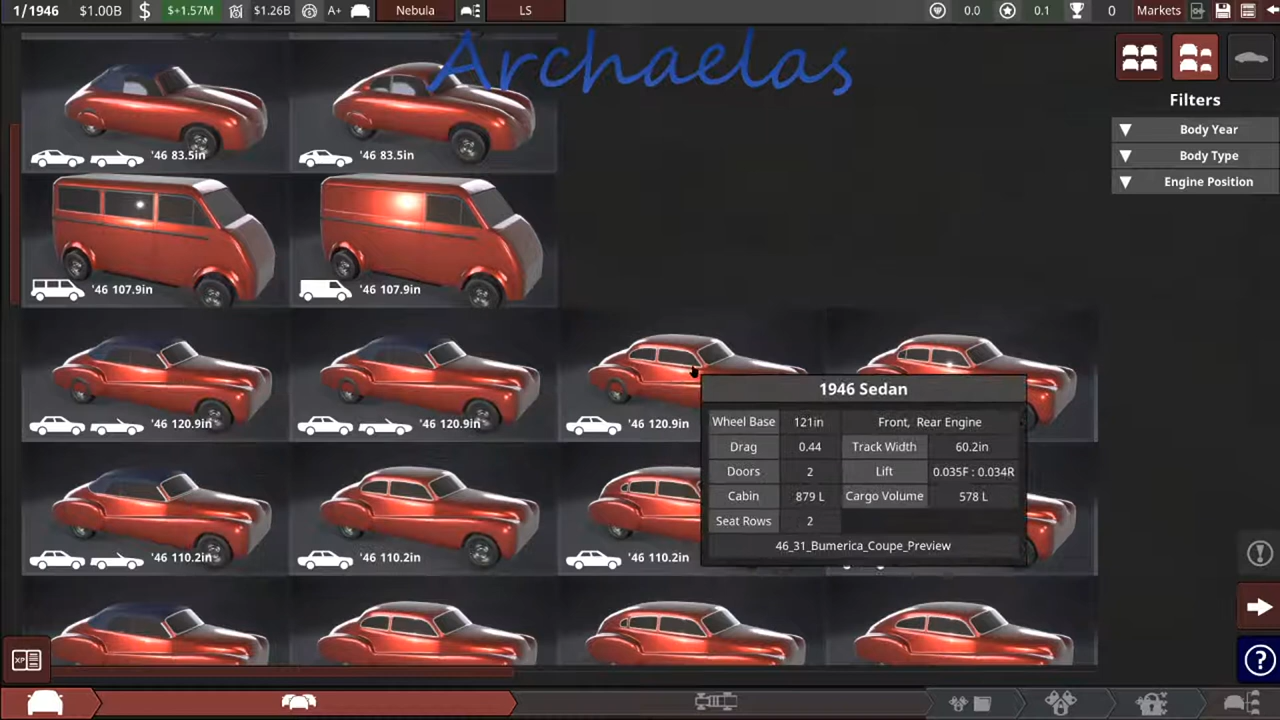 1/1946 $1.00B $+1.57M $1.26B A+ Nebula LS 0.0 0.1 0 Markets
Archaelas
Filters
Body Year
Body Type
Engine Position
'46 83.5in '46 83.5in
'46 107.9in '46 107.9in
'46 120.9in '46 120.9in '46 120.9in
1946 Sedan
Wheel Base 121in Front, Rear Engine
Drag 0.44 Track Width 60.2in
Doors 2 Lift 0.035F : 0.034R
Cabin 879 L Cargo Volume 578 L
Seat Rows 2
46_31_Bumerica_Coupe_Preview
'46 110.2in '46 110.2in '46 110.2in
XP
?